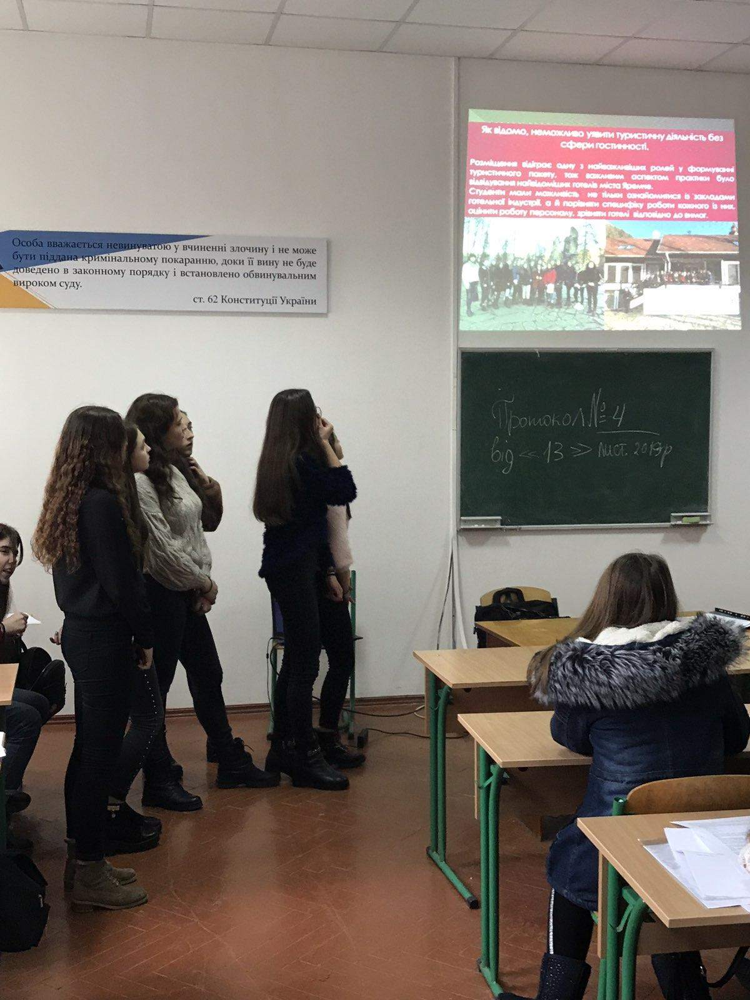 Особа вважається невинуватою у вчиненні злочину і не може
бути піддана кримінальному покаранню, доки її вину не буде
доведено в законному порядку і встановлено обвинувальним
вироком суду.
ст. 62 Конституції України
Як відомо, неможливо уявити туристичну діяльність без
сфери гостинності.
Розміщення відіграє одну з найважливіших ролей у формуванні
туристичного пакету, тож важливим аспектом практики було
відвідування найвідоміших готелів міста Яремче.
Студенти мали можливість не тільки ознайомитися із закладами
готельної індустрії, а й порівняти специфіку роботи кожного із них,
оцінити роботу персоналу, зрівняти готелі відповідно до вимог.
Протокол №4
від «13» лист. 2019р